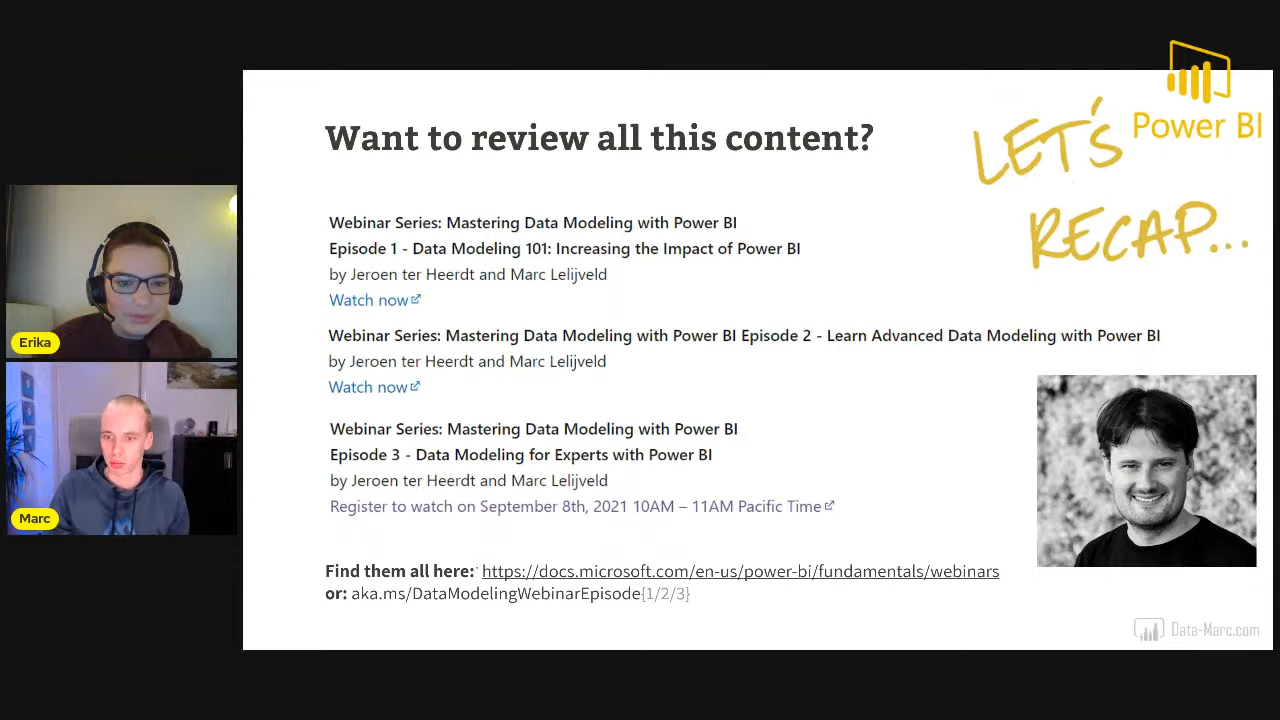 Want to review all this content?
LET'S
RECAP...
Power BI
Webinar Series: Mastering Data Modeling with Power BI
Episode 1 - Data Modeling 101: Increasing the Impact of Power BI
by Jeroen ter Heerdt and Marc Lelijveld
Watch now
Webinar Series: Mastering Data Modeling with Power BI Episode 2 - Learn Advanced Data Modeling with Power BI
by Jeroen ter Heerdt and Marc Lelijveld
Watch now
Webinar Series: Mastering Data Modeling with Power BI
Episode 3 - Data Modeling for Experts with Power BI
by Jeroen ter Heerdt and Marc Lelijveld
Register to watch on September 8th, 2021 10AM – 11AM Pacific Time
Find them all here: https://docs.microsoft.com/en-us/power-bi/fundamentals/webinars
or: aka.ms/DataModelingWebinarEpisode{1/2/3}
Data-Marc.com
Erika
Marc